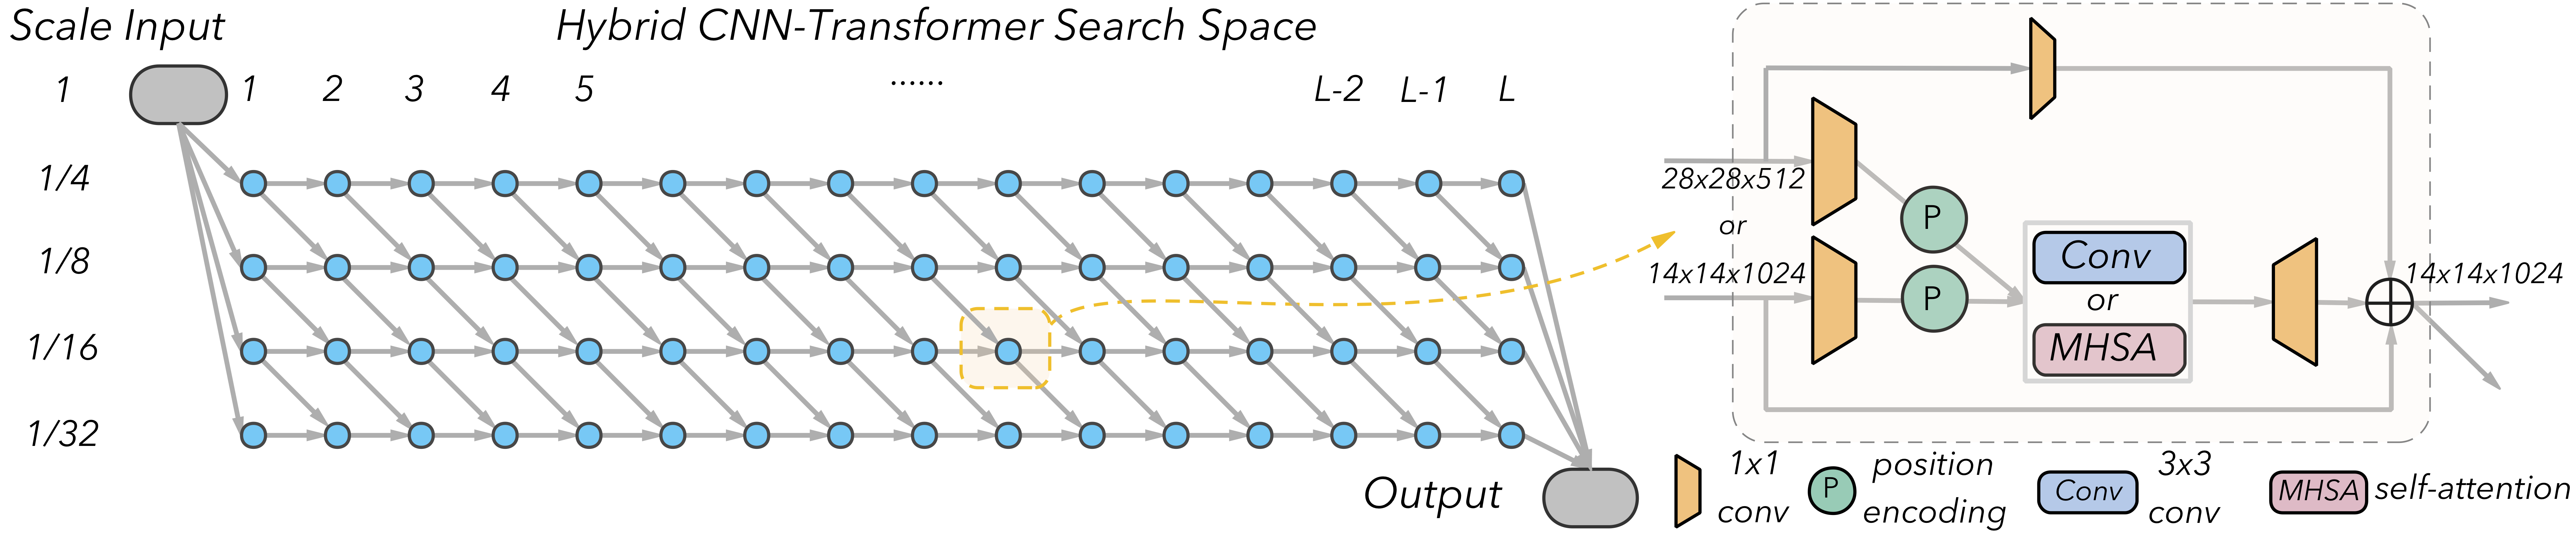 Scale Input
Hybrid CNN-Transformer Search Space
1
1 2 3 4 5 ...... L-2 L-1 L
1/4
1/8
1/16
1/32
Output
28x28x512
or
14x14x1024
P
P
Conv
or
MHSA
14x14x1024
1x1
conv
P
position
encoding
Conv
3x3
conv
MHSA
self-attention